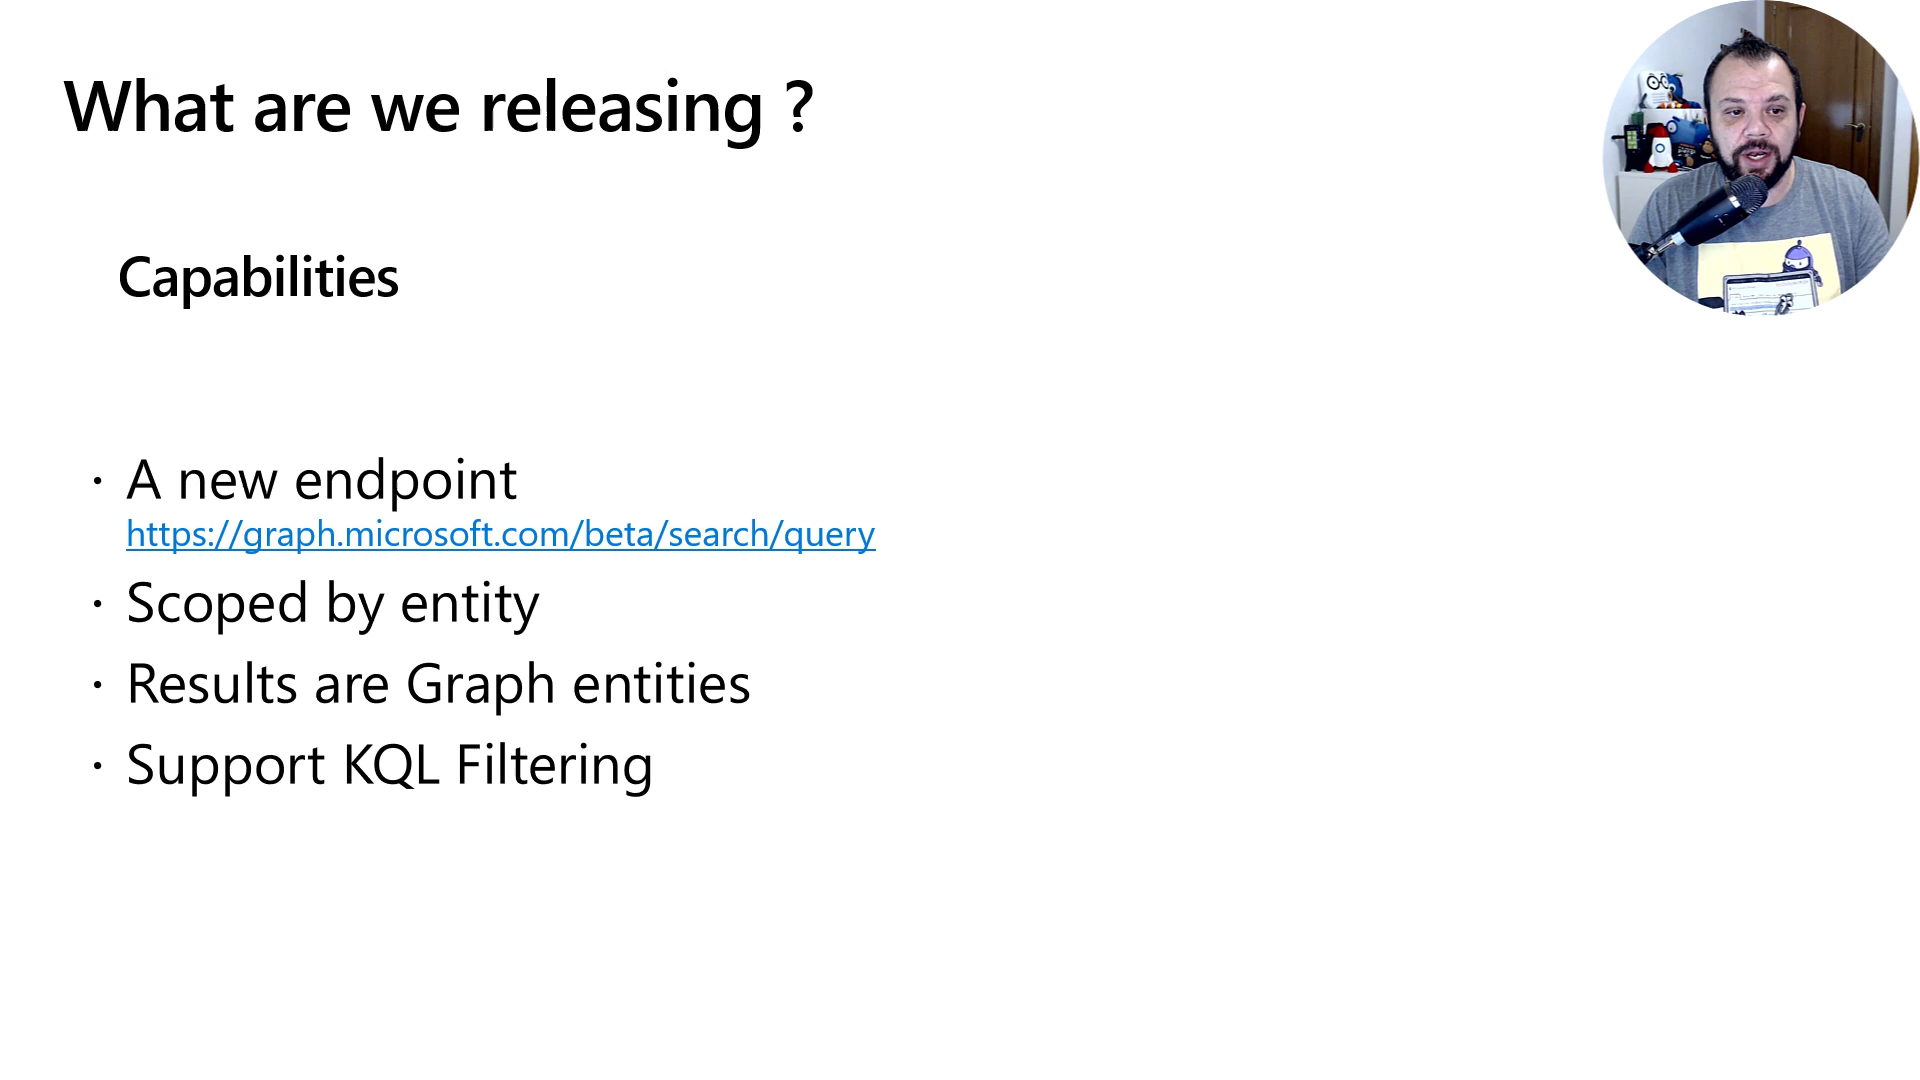 What are we releasing ?
Capabilities
· A new endpoint
https://graph.microsoft.com/beta/search/query
· Scoped by entity
· Results are Graph entities
· Support KQL Filtering